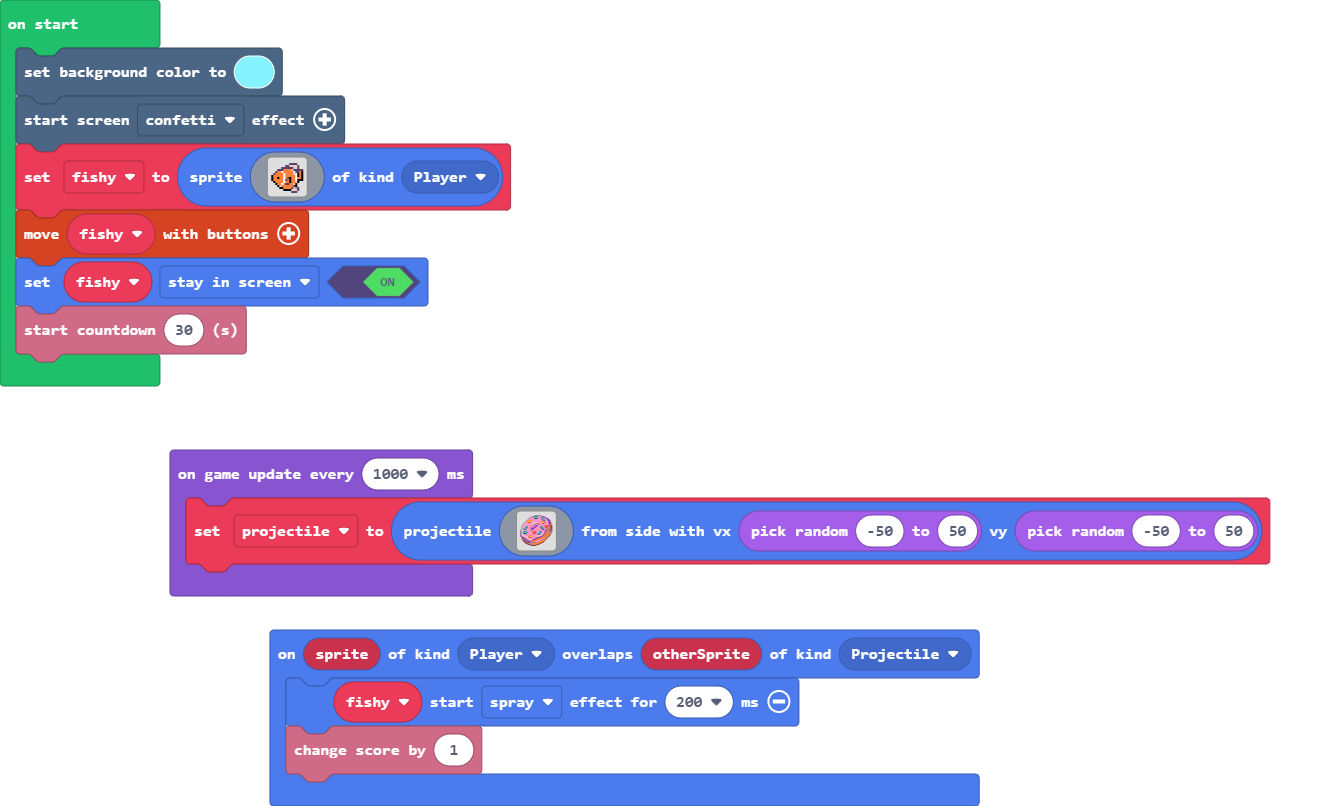 on start
set background color to
start screen confetti effect
set fishy to sprite of kind Player
move fishy with buttons
set fishy stay in screen ON
start countdown 30 (s)
on game update every 1000 ms
set projectile to projectile from side with vx pick random -50 to 50 vy pick random -50 to 50
on sprite of kind Player overlaps otherSprite of kind Projectile
fishy start spray effect for 200 ms
change score by 1